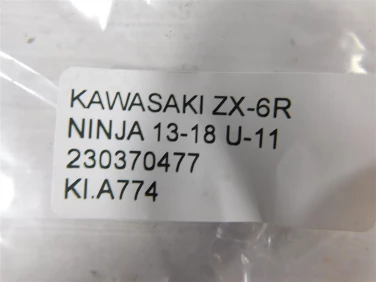 KAWASAKI ZX-6R
NINJA 13-18 U-11
230370477
KI.A774